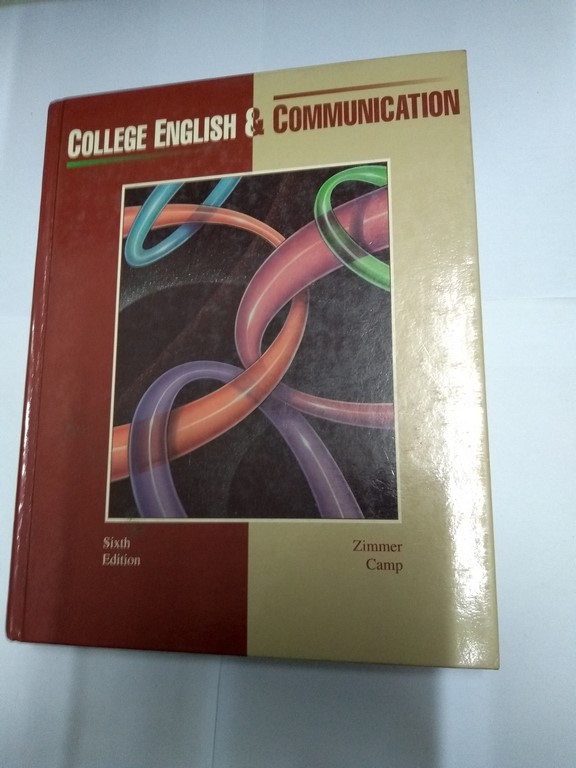 COLLEGE ENGLISH & COMMUNICATION
Sixth
Edition
Zimmer
Camp